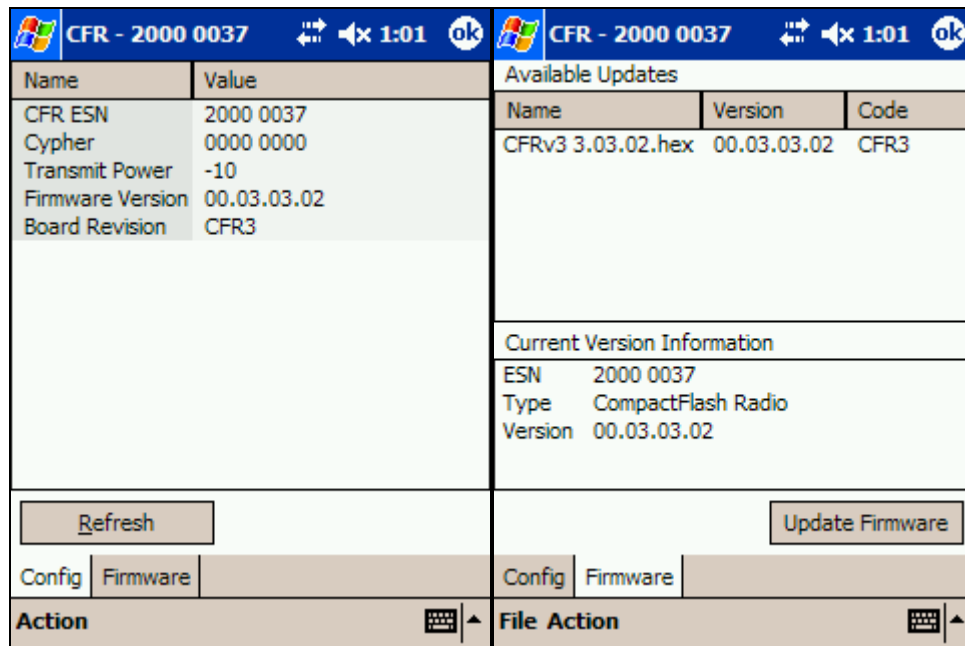 CFR - 2000 0037 1:01 ok
Name Value
CFR ESN 2000 0037
Cypher 0000 0000
Transmit Power -10
Firmware Version 00.03.03.02
Board Revision CFR3
Refresh
Config Firmware
Action
CFR - 2000 0037 1:01 ok
Available Updates
Name Version Code
CFRv3 3.03.02.hex 00.03.03.02 CFR3
Current Version Information
ESN 2000 0037
Type CompactFlash Radio
Version 00.03.03.02
Update Firmware
Config Firmware
File Action